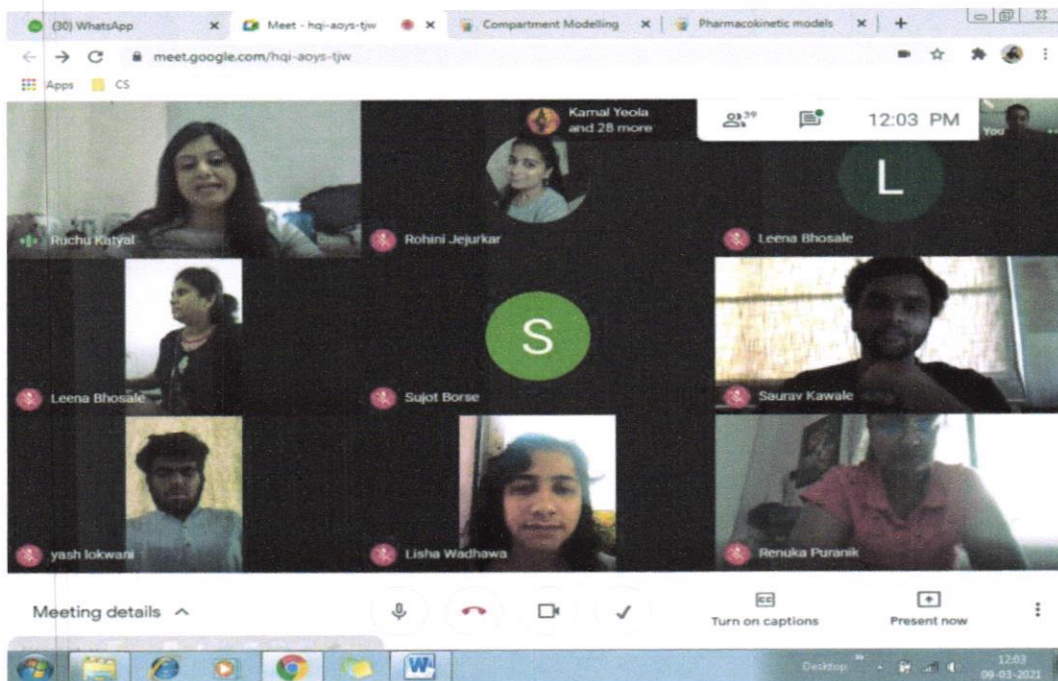 (30) WhatsApp
Meet - hqi-aoys-tjw
Compartment Modelling
Pharmacokinetic models
meet.google.com/hqi-aoys-tjw
Apps
CS
Kamal Yeola
and 28 more
39
12:03 PM
You
L
Ruchu Katyal
Rohini Jejurkar
Leena Bhosale
S
Leena Bhosale
Sujot Borse
Saurav Kawale
yash lokwani
Lisha Wadhawa
Renuka Puranik
Meeting details
CC
Turn on captions
Present now
W
Desktop
12:03
09-03-2021